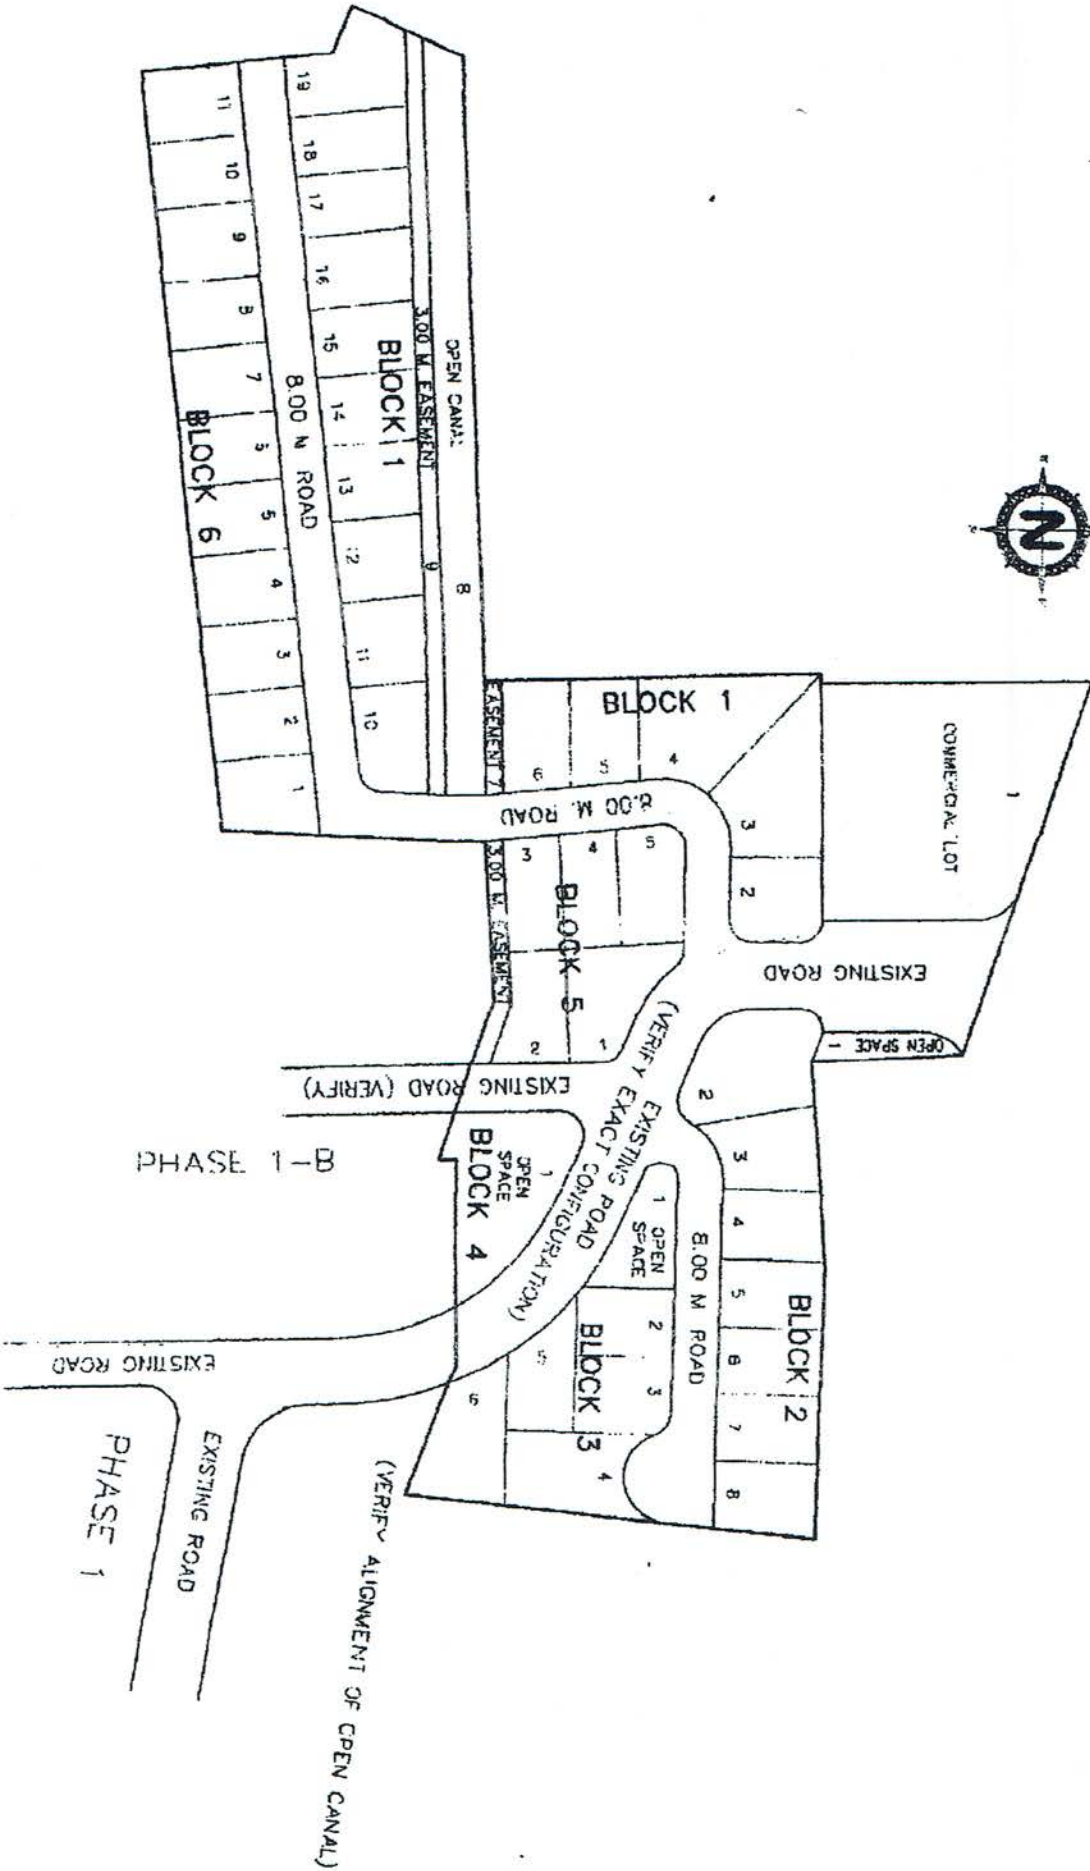 N
COMMERCIAL LOT
1
EXISTING ROAD
OPEN SPACE 1
BLOCK 1
4
5
6
3
2
EASEMENT 7
8.00 M. ROAD
3.00 M. EASEMENT
BLOCK 5
5
4
3
2
1
EXISTING ROAD
(VERIFY EXACT CONFIGURATION)
EXISTING ROAD (VERIFY)
BLOCK 2
2
3
4
5
6
7
8
8.00 M ROAD
1
OPEN
SPACE
BLOCK 3
2
3
4
5
6
BLOCK 4
1
OPEN
SPACE
OPEN CANAL
8
3.00 M. EASEMENT
9
BLOCK 1
19
18
17
16
15
14
13
12
11
10
8.00 M ROAD
BLOCK 6
11
10
9
8
7
5
4
3
2
1
PHASE 1-B
EXISTING ROAD
EXISTING ROAD
PHASE 1
(VERIFY ALIGNMENT OF OPEN CANAL)